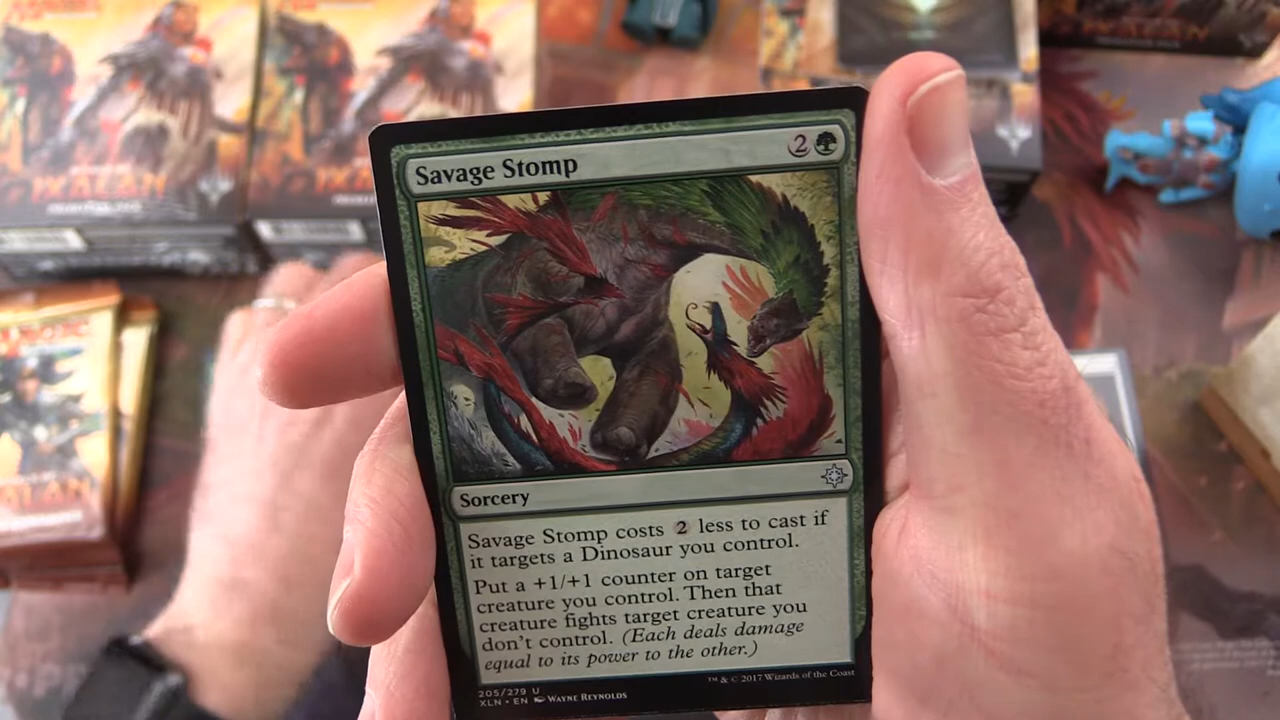 IXALAN
IXALAN
Savage Stomp
2
Sorcery
Savage Stomp costs 2 less to cast if
it targets a Dinosaur you control.
Put a +1/+1 counter on target
creature you control. Then that
creature fights target creature you
don't control. (Each deals damage
equal to its power to the other.)
205/279 U
XLN • EN Wayne Reynolds
™ & © 2017 Wizards of the Coast